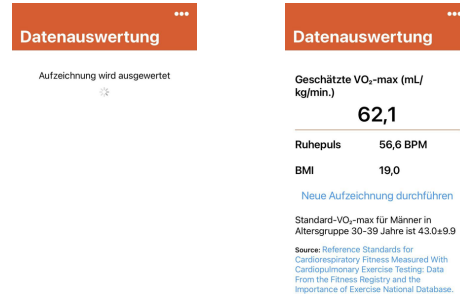 Datenauswertung
Aufzeichnung wird ausgewertet
Datenauswertung
Geschätzte VO₂-max (mL/
kg/min.)
62,1
Ruhepuls 56,6 BPM
BMI 19,0
Neue Aufzeichnung durchführen
Standard-VO₂-max für Männer in
Altersgruppe 30-39 Jahre ist 43.0±9.9
Source: Reference Standards for
Cardiorespiratory Fitness Measured With
Cardiopulmonary Exercise Testing: Data
From the Fitness Registry and the
Importance of Exercise National Database.